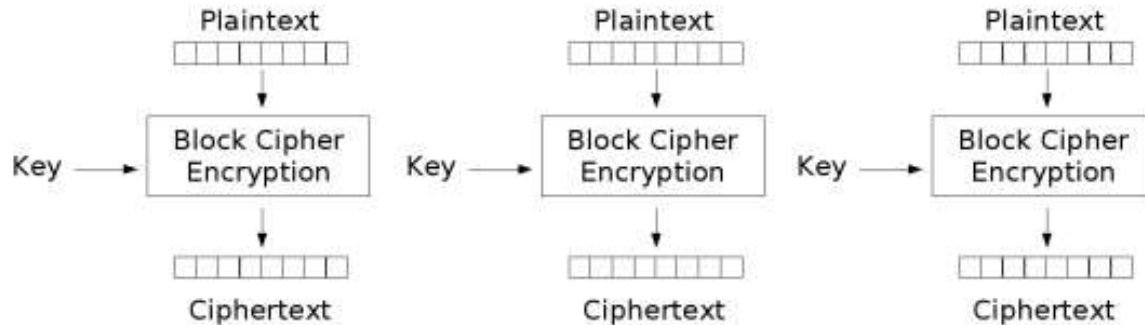 Plaintext
Block Cipher
Encryption
Key
Ciphertext
Plaintext
Block Cipher
Encryption
Key
Ciphertext
Plaintext
Block Cipher
Encryption
Key
Ciphertext